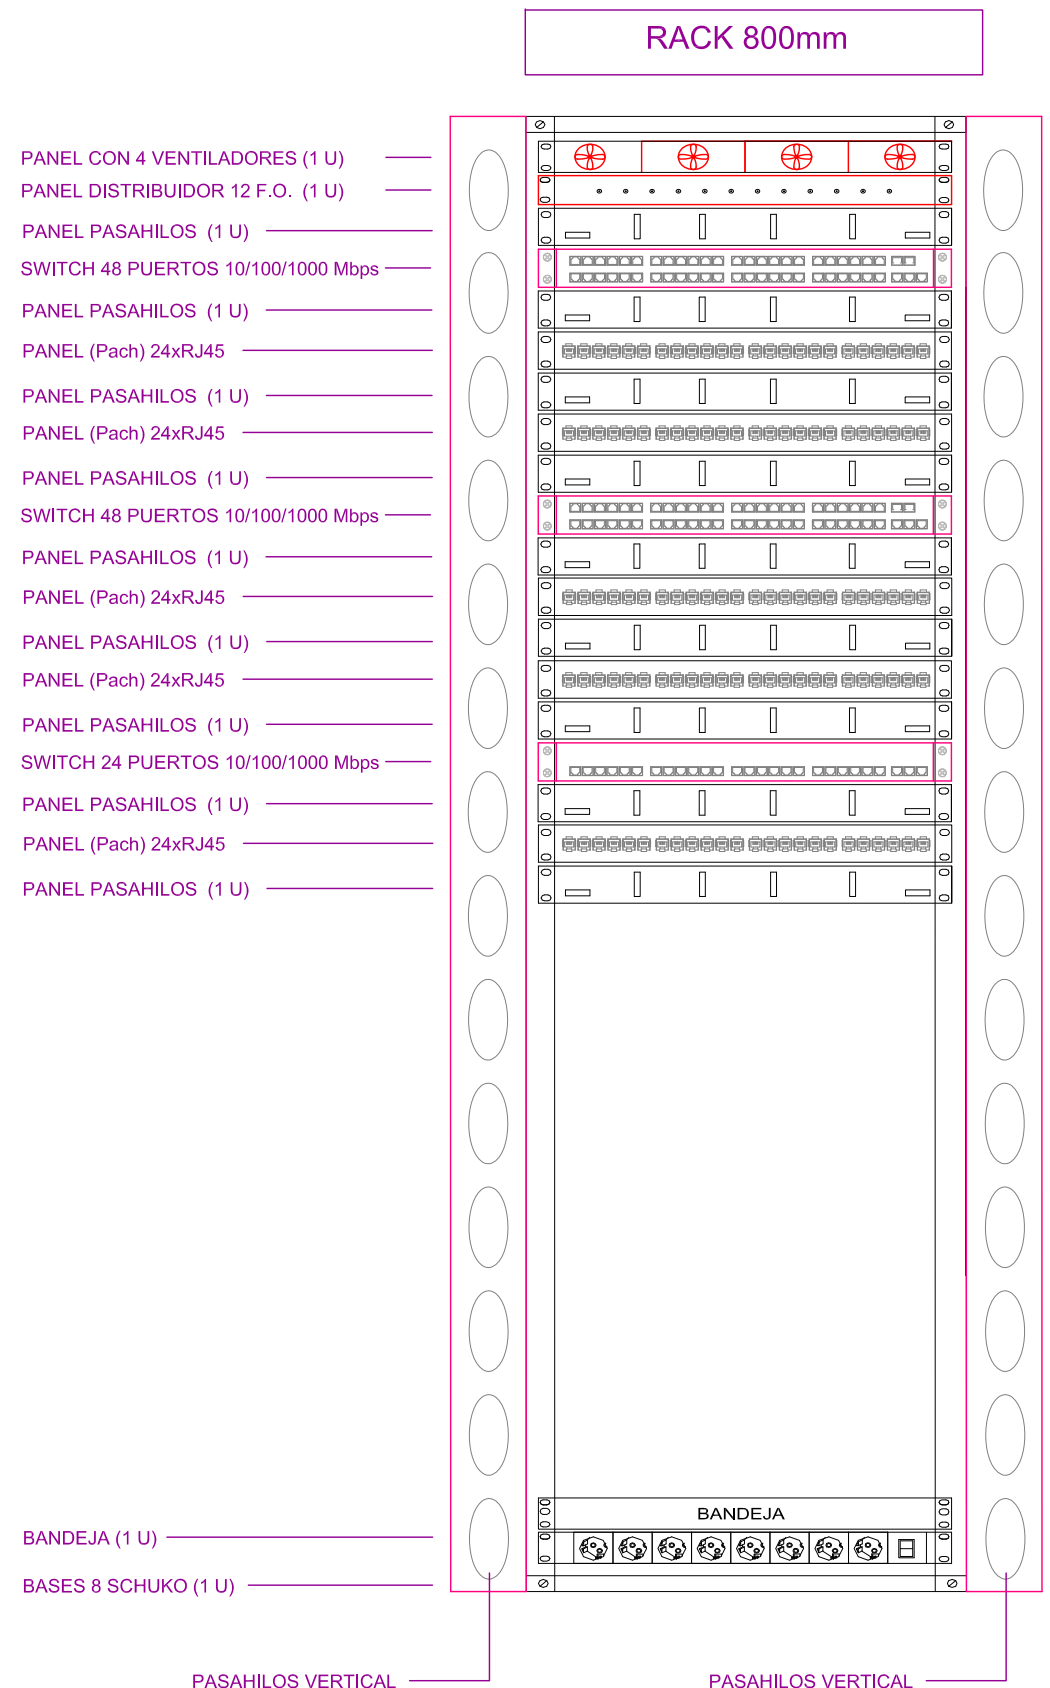 RACK 800mm
PANEL CON 4 VENTILADORES (1 U)
PANEL DISTRIBUIDOR 12 F.O. (1 U)
PANEL PASAHILOS (1 U)
SWITCH 48 PUERTOS 10/100/1000 Mbps
PANEL PASAHILOS (1 U)
PANEL (Pach) 24xRJ45
PANEL PASAHILOS (1 U)
PANEL (Pach) 24xRJ45
PANEL PASAHILOS (1 U)
SWITCH 48 PUERTOS 10/100/1000 Mbps
PANEL PASAHILOS (1 U)
PANEL (Pach) 24xRJ45
PANEL PASAHILOS (1 U)
PANEL (Pach) 24xRJ45
PANEL PASAHILOS (1 U)
SWITCH 24 PUERTOS 10/100/1000 Mbps
PANEL PASAHILOS (1 U)
PANEL (Pach) 24xRJ45
PANEL PASAHILOS (1 U)
BANDEJA
BANDEJA (1 U)
BASES 8 SCHUKO (1 U)
PASAHILOS VERTICAL
PASAHILOS VERTICAL